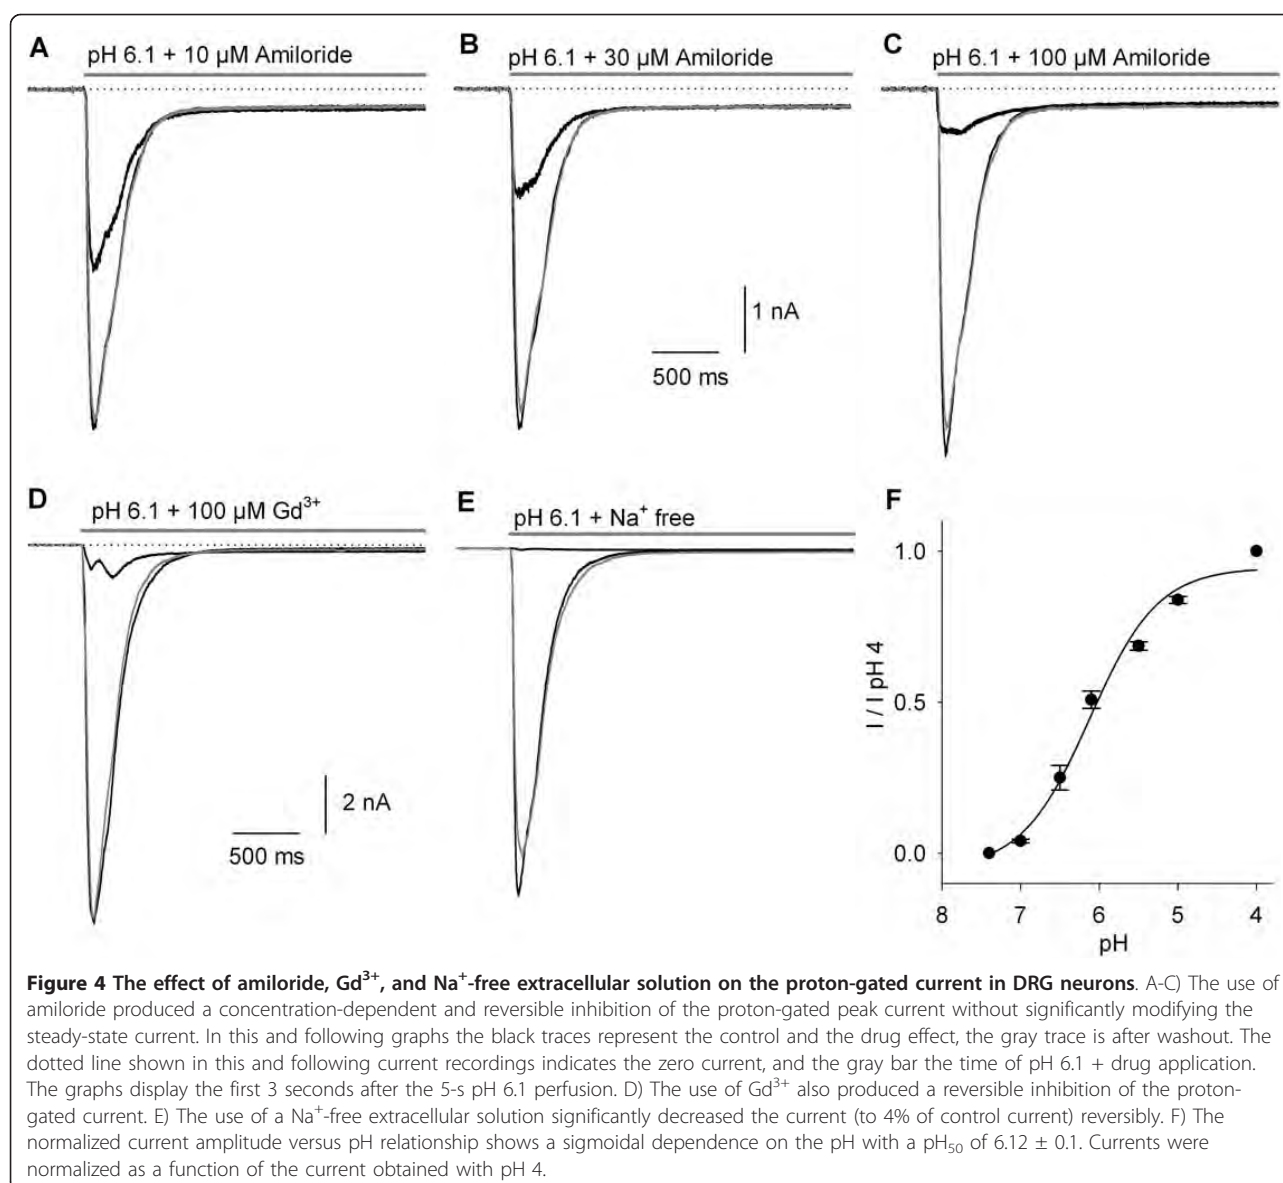 A
pH 6.1 + 10 µM Amiloride
B
pH 6.1 + 30 µM Amiloride
C
pH 6.1 + 100 µM Amiloride
1 nA
500 ms
D
pH 6.1 + 100 µM Gd³⁺
E
pH 6.1 + Na⁺ free
F
2 nA
500 ms
I / I pH 4
1.0
0.5
0.0
8 7 6 5 4
pH
Figure 4 The effect of amiloride, Gd³⁺, and Na⁺-free extracellular solution on the proton-gated current in DRG neurons. A-C) The use of
amiloride produced a concentration-dependent and reversible inhibition of the proton-gated peak current without significantly modifying the
steady-state current. In this and following graphs the black traces represent the control and the drug effect, the gray trace is after washout. The
dotted line shown in this and following current recordings indicates the zero current, and the gray bar the time of pH 6.1 + drug application.
The graphs display the first 3 seconds after the 5-s pH 6.1 perfusion. D) The use of Gd³⁺ also produced a reversible inhibition of the proton-
gated current. E) The use of a Na⁺-free extracellular solution significantly decreased the current (to 4% of control current) reversibly. F) The
normalized current amplitude versus pH relationship shows a sigmoidal dependence on the pH with a pH₅₀ of 6.12 ± 0.1. Currents were
normalized as a function of the current obtained with pH 4.